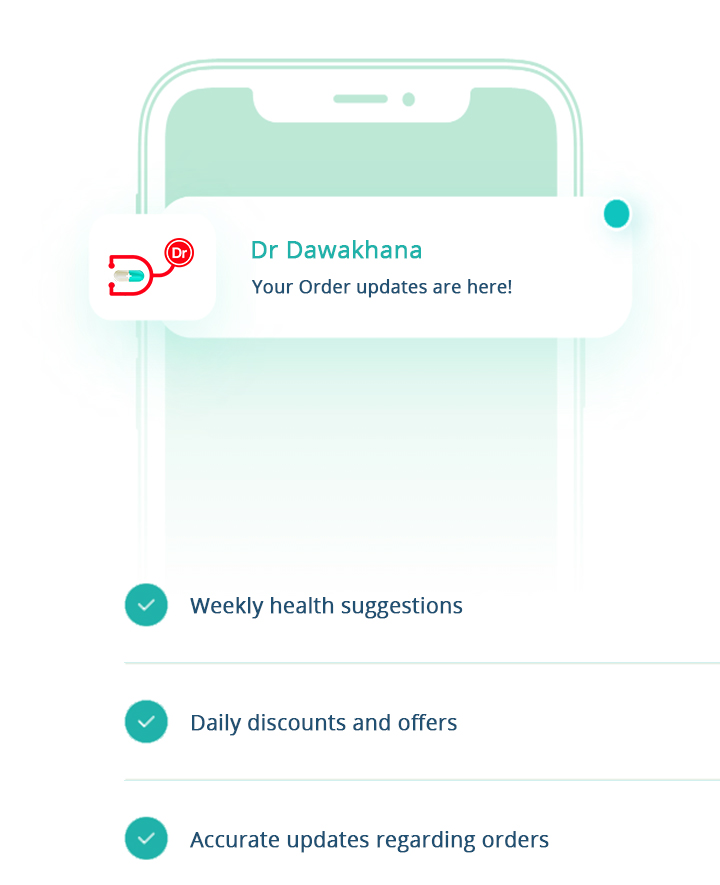 Dr
Dr Dawakhana
Your Order updates are here!
Weekly health suggestions
Daily discounts and offers
Accurate updates regarding orders